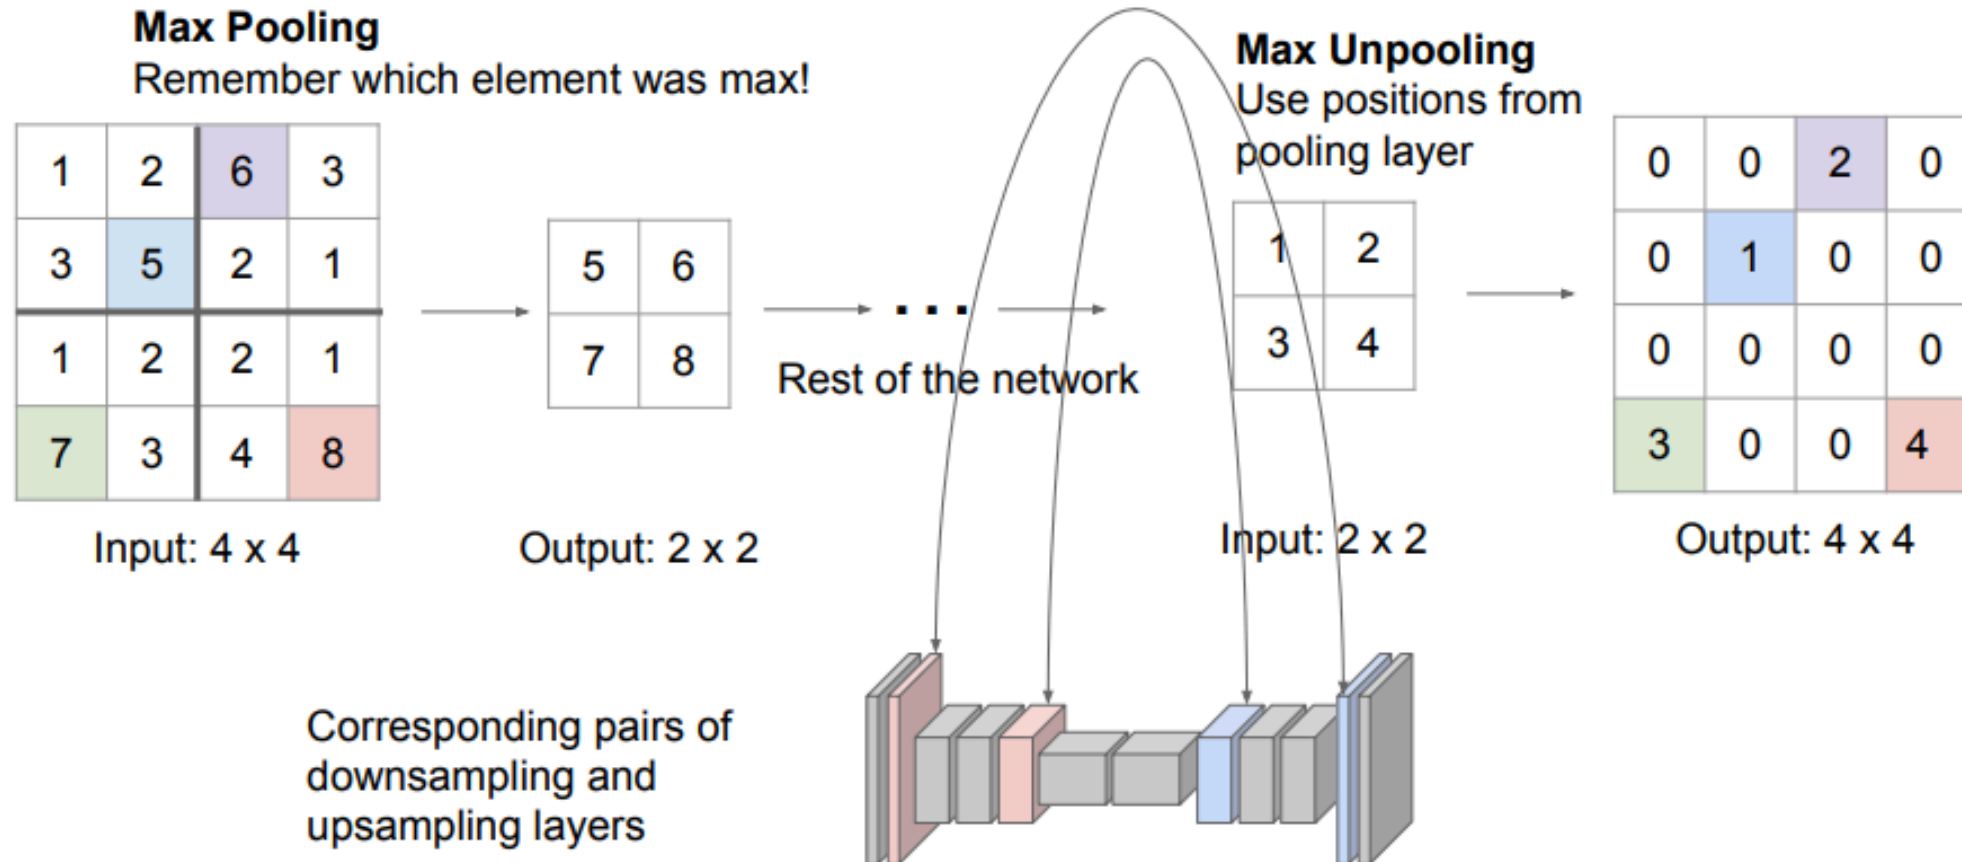 Max Pooling
Remember which element was max!
1 2 6 3
3 5 2 1
1 2 2 1
7 3 4 8
Input: 4 x 4
5 6
7 8
Output: 2 x 2
...
Rest of the network
Max Unpooling
Use positions from
pooling layer
1 2
3 4
Input: 2 x 2
0 0 2 0
0 1 0 0
0 0 0 0
3 0 0 4
Output: 4 x 4
Corresponding pairs of
downsampling and
upsampling layers